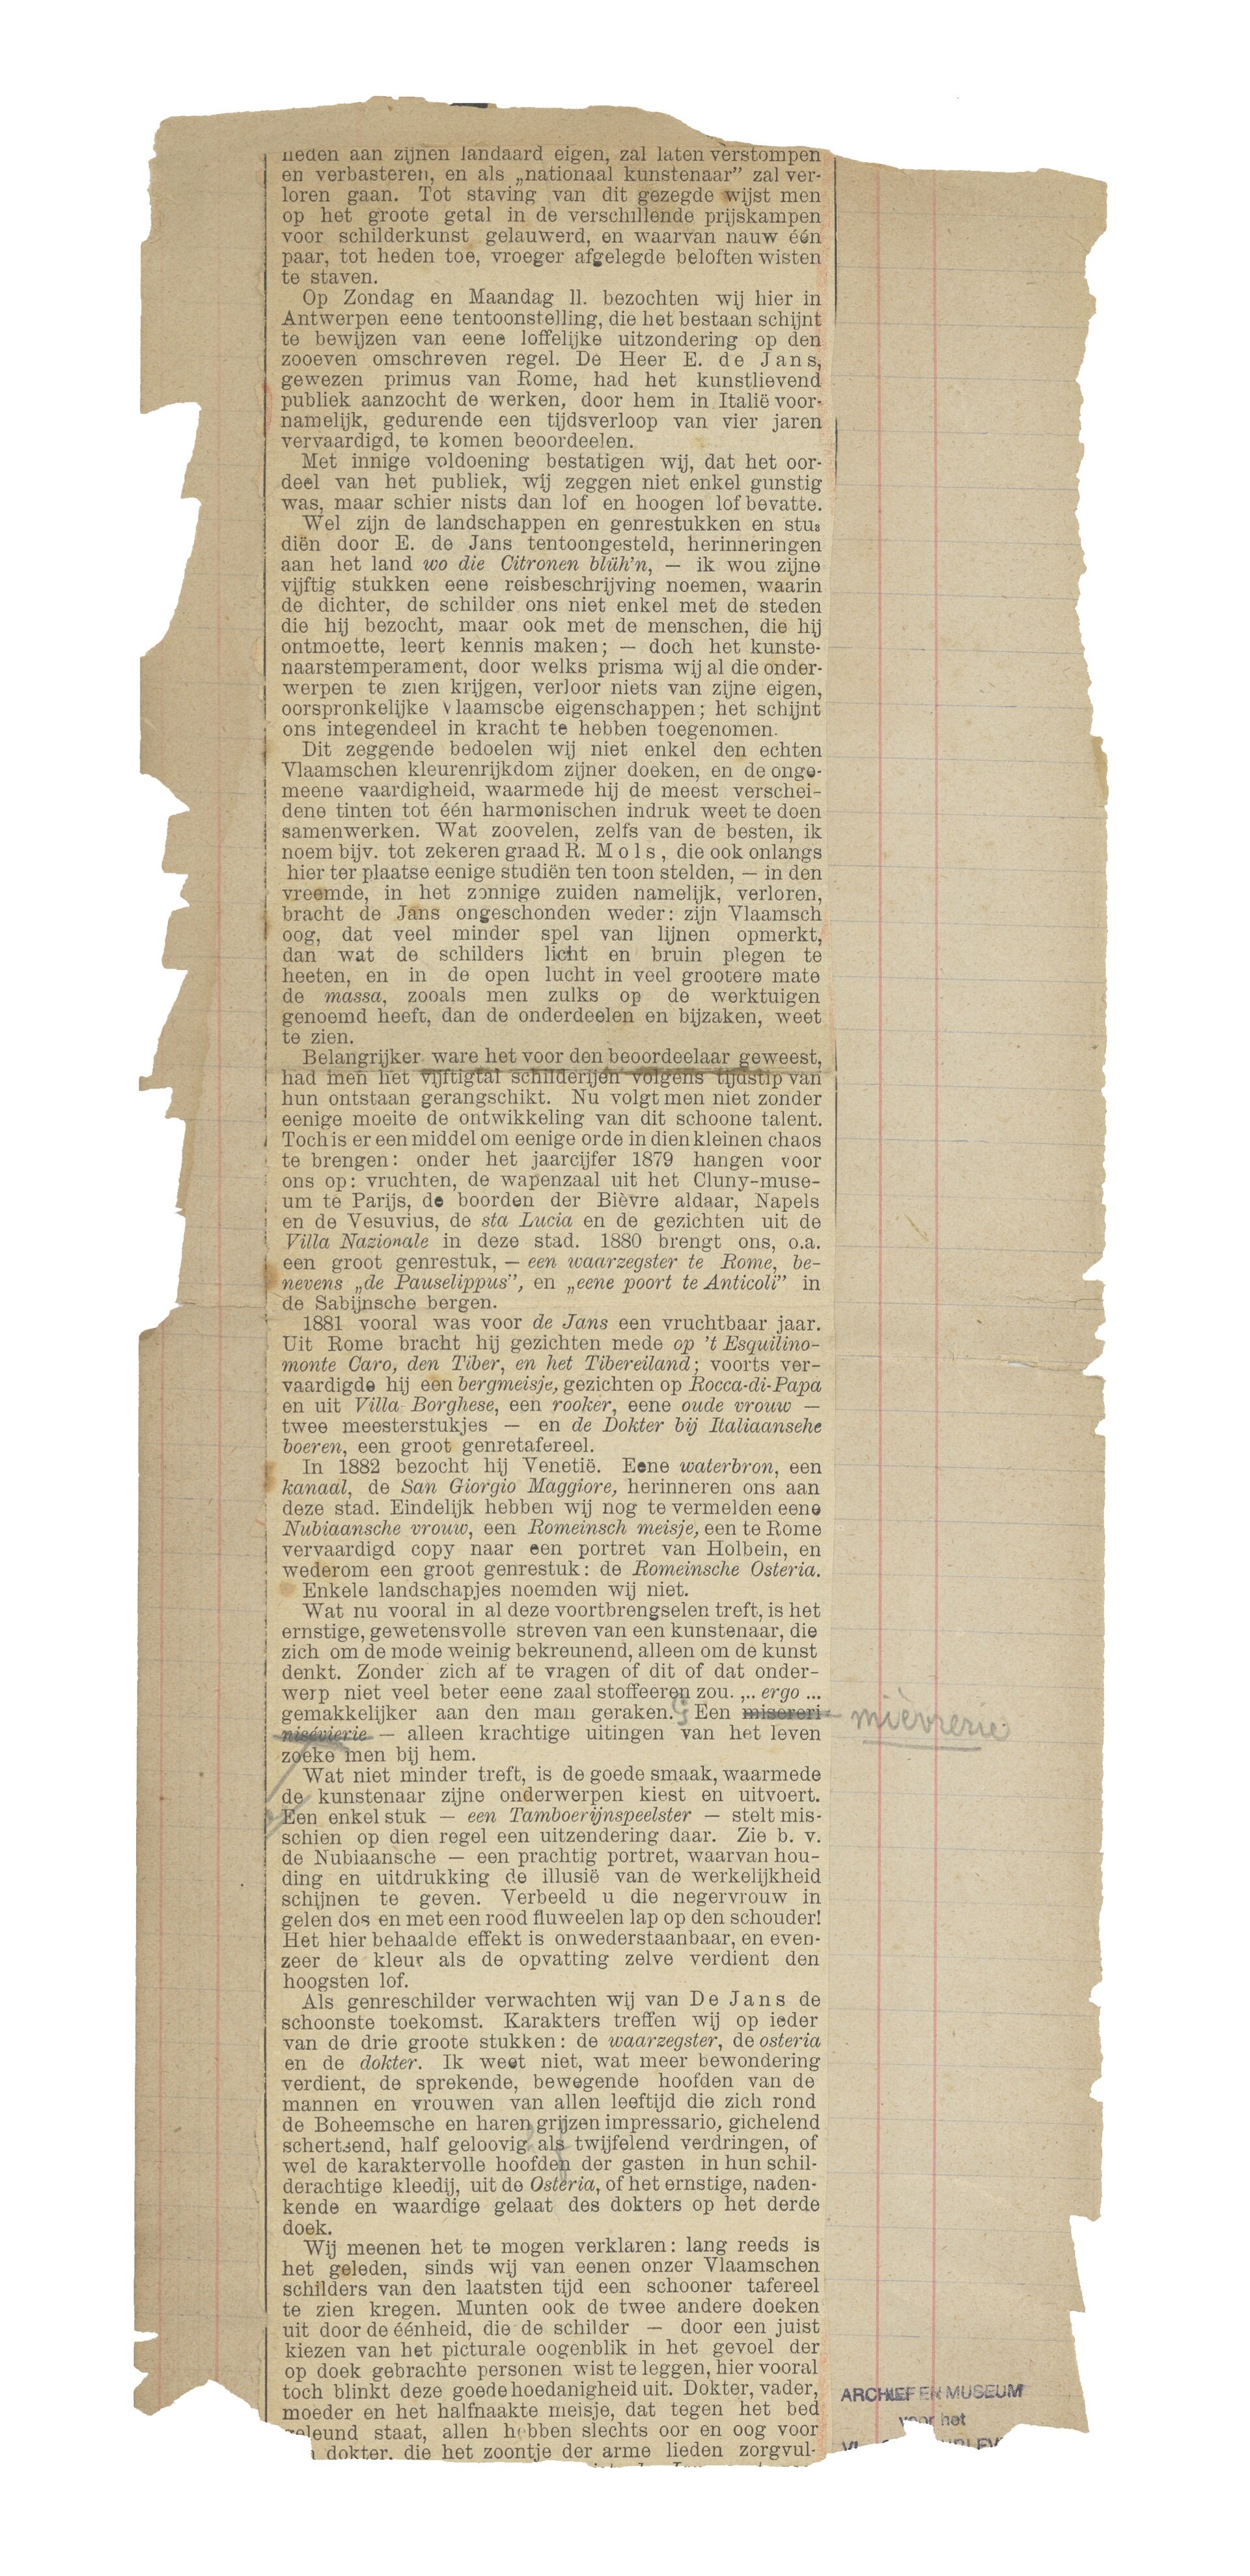 heden aan zijnen landaard eigen, zal laten verstompen
en verbasteren, en als „nationaal kunstenaar” zal ver-
loren gaan. Tot staving van dit gezegde wijst men
op het groote getal in de verschillende prijskampen
voor schilderkunst gelauwerd, en waarvan nauw één
paar, tot heden toe, vroeger afgelegde beloften wisten
te staven.
Op Zondag en Maandag ll. bezochten wij hier in
Antwerpen eene tentoonstelling, die het bestaan schijnt
te bewijzen van eene loffelijke uitzondering op den
zooeven omschreven regel. De Heer E. de Jans,
gewezen primus van Rome, had het kunstlievend
publiek aanzocht de werken, door hem in Italië voor-
namelijk, gedurende een tijdsverloop van vier jaren
vervaardigd, te komen beoordeelen.
Met innige voldoening bestatigen wij, dat het oor-
deel van het publiek, wij zeggen niet enkel gunstig
was, maar schier nists dan lof en hoogen lof bevatte.
Wel zijn de landschappen en genrestukken en stu-
diën door E. de Jans tentoongesteld, herinneringen
aan het land wo die Citronen blüh'n, — ik wou zijne
vijftig stukken eene reisbeschrijving noemen, waarin
de dichter, de schilder ons niet enkel met de steden
die hij bezocht, maar ook met de menschen, die hij
ontmoette, leert kennis maken; — doch het kunste-
naarstemperament, door welks prisma wij al die onder-
werpen te zien krijgen, verloor niets van zijne eigen,
oorspronkelijke Vlaamscbe eigenschappen; het schijnt
ons integendeel in kracht te hebben toegenomen.
Dit zeggende bedoelen wij niet enkel den echten
Vlaamschen kleurenrijkdom zijner doeken, en de onge-
meene vaardigheid, waarmede hij de meest verschei-
dene tinten tot één harmonischen indruk weet te doen
samenwerken. Wat zoovelen, zelfs van de besten, ik
noem bijv. tot zekeren graad R. Mols, die ook onlangs
hier ter plaatse eenige studiën ten toon stelden, — in den
vreemde, in het zonnige zuiden namelijk, verloren,
bracht de Jans ongeschonden weder: zijn Vlaamsch
oog, dat veel minder spel van lijnen opmerkt,
dan wat de schilders licht en bruin plegen te
heeten, en in de open lucht in veel grootere mate
de massa, zooals men zulks op de werktuigen
genoemd heeft, dan de onderdeelen en bijzaken, weet
te zien.
Belangrijker ware het voor den beoordeelaar geweest,
had men het vijftigtal schilderijen volgens tijdstip van
hun ontstaan gerangschikt. Nu volgt men niet zonder
eenige moeite de ontwikkeling van dit schoone talent.
Toch is er een middel om eenige orde in dien kleinen chaos
te brengen: onder het jaarcijfer 1879 hangen voor
ons op: vruchten, de wapenzaal uit het Cluny-muse-
um te Parijs, de boorden der Bièvre aldaar, Napels
en de Vesuvius, de sta Lucia en de gezichten uit de
Villa Nazionale in deze stad. 1880 brengt ons, o.a.
een groot genrestuk, — een waarzegster te Rome, be-
nevens „de Pauselippus”, en „eene poort te Anticoli” in
de Sabijnsche bergen.
1881 vooral was voor de Jans een vruchtbaar jaar.
Uit Rome bracht hij gezichten mede op 't Esquilino-
monte Caro, den Tiber, en het Tibereiland; voorts ver-
vaardigde hij een bergmeisje, gezichten op Rocca-di-Papa
en uit Villa-Borghese, een rooker, eene oude vrouw —
twee meesterstukjes — en de Dokter bij Italiaansehe
boeren, een groot genretafereel.
In 1882 bezocht hij Venetië. Eene waterbron, een
kanaal, de San Giorgio Maggiore, herinneren ons aan
deze stad. Eindelijk hebben wij nog te vermelden eene
Nubiaansche vrouw, een Romeinsch meisje, een te Rome
vervaardigd copy naar een portret van Holbein, en
wederom een groot genrestuk: de Romeinsche Osteria.
Enkele landschapjes noemden wij niet.
Wat nu vooral in al deze voortbrengselen treft, is het
ernstige, gewetensvolle streven van een kunstenaar, die
zich om de mode weinig bekreunend, alleen om de kunst
denkt. Zonder zich af te vragen of dit of dat onder-
werp niet veel beter eene zaal stoffeeren zou. ... ergo ...
gemakkelijker aan den man geraken. Een misereri- mièvrerie
nisévierie — alleen krachtige uitingen van het leven
zoeke men bij hem.
Wat niet minder treft, is de goede smaak, waarmede
de kunstenaar zijne onderwerpen kiest en uitvoert.
Een enkel stuk — een Tamboerijnspeelster — stelt mis-
schien op dien regel een uitzendering daar. Zie b. v.
de Nubiaansche — een prachtig portret, waarvan hou-
ding en uitdrukking de illusië van de werkelijkheid
schijnen te geven. Verbeeld u die negervrouw in
gelen dos en met een rood fluweelen lap op den schouder!
Het hier behaalde effekt is onwederstaanbaar, en even-
zeer de kleur als de opvatting zelve verdient den
hoogsten lof.
Als genreschilder verwachten wij van De Jans de
schoonste toekomst. Karakters treffen wij op ieder
van de drie groote stukken: de waarzegster, de osteria
en de dokter. Ik weet niet, wat meer bewondering
verdient, de sprekende, bewegende hoofden van de
mannen en vrouwen van allen leeftijd die zich rond
de Boheemsche en haren grijzen impressario, gichelend
schertsend, half geloovig als twijfelend verdringen, of
wel de karaktervolle hoofden der gasten in hun schil-
derachtige kleedij, uit de Osteria, of het ernstige, naden-
kende en waardige gelaat des dokters op het derde
doek.
Wij meenen het te mogen verklaren: lang reeds is
het geleden, sinds wij van eenen onzer Vlaamschen
schilders van den laatsten tijd een schooner tafereel
te zien kregen. Munten ook de twee andere doeken
uit door de éénheid, die de schilder — door een juist
kiezen van het picturale oogenblik in het gevoel der
op doek gebrachte personen wist te leggen, hier vooral
toch blinkt deze goede hoedanigheid uit. Dokter, vader,
moeder en het halfnaakte meisje, dat tegen het bed
geleund staat, allen hebben slechts oor en oog voor
dokter, die het zoontje der arme lieden zorgvul-
ARCHIEF EN MUSEUM
voor het